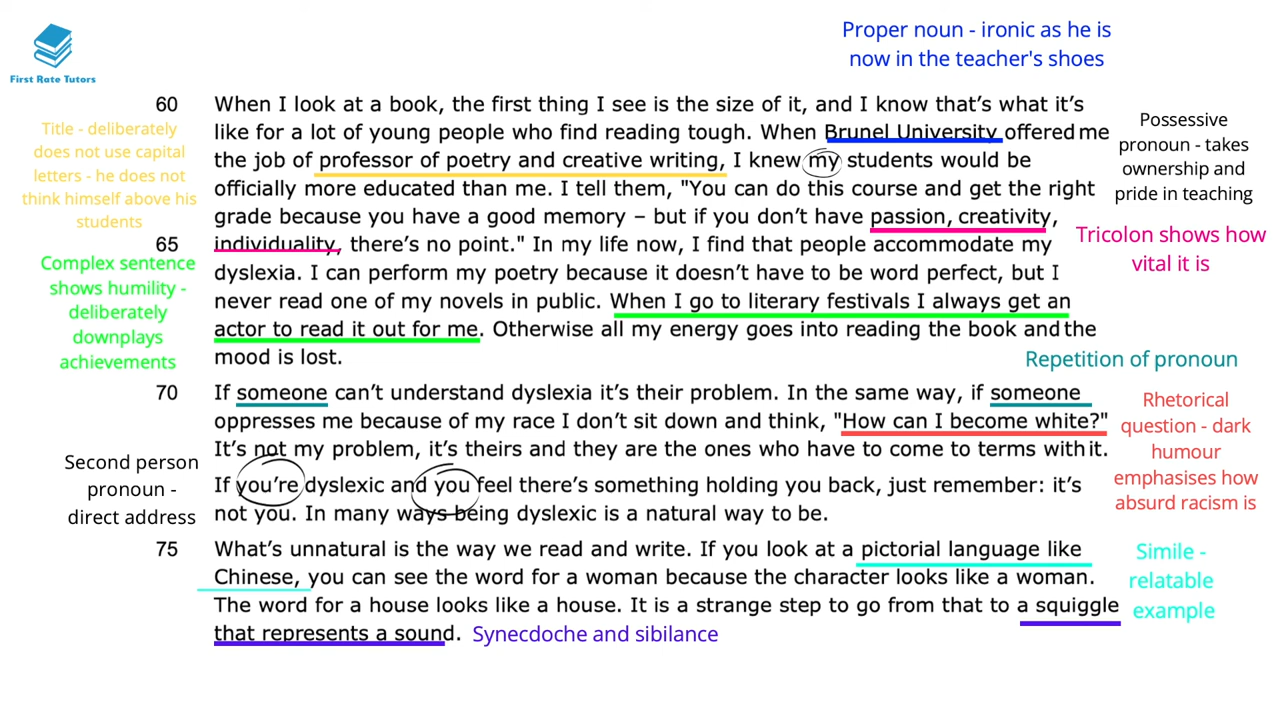 First Rate Tutors
Proper noun - ironic as he is
now in the teacher's shoes
60 When I look at a book, the first thing I see is the size of it, and I know that's what it's
like for a lot of young people who find reading tough. When Brunel University offered me
the job of professor of poetry and creative writing, I knew my students would be
officially more educated than me. I tell them, "You can do this course and get the right
grade because you have a good memory – but if you don't have passion, creativity,
65 individuality, there's no point." In my life now, I find that people accommodate my
dyslexia. I can perform my poetry because it doesn't have to be word perfect, but I
never read one of my novels in public. When I go to literary festivals I always get an
actor to read it out for me. Otherwise all my energy goes into reading the book and the
mood is lost.
70 If someone can't understand dyslexia it's their problem. In the same way, if someone
oppresses me because of my race I don't sit down and think, "How can I become white?"
It's not my problem, it's theirs and they are the ones who have to come to terms with it.
If you're dyslexic and you feel there's something holding you back, just remember: it's
not you. In many ways being dyslexic is a natural way to be.
75 What's unnatural is the way we read and write. If you look at a pictorial language like
Chinese, you can see the word for a woman because the character looks like a woman.
The word for a house looks like a house. It is a strange step to go from that to a squiggle
that represents a sound.
Synecdoche and sibilance
Title - deliberately
does not use capital
letters - he does not
think himself above his
students
Complex sentence
shows humility -
deliberately
downplays
achievements
Second person
pronoun -
direct address
Possessive
pronoun - takes
ownership and
pride in teaching
Tricolon shows how
vital it is
Repetition of pronoun
Rhetorical
question - dark
humour
emphasises how
absurd racism is
Simile -
relatable
example